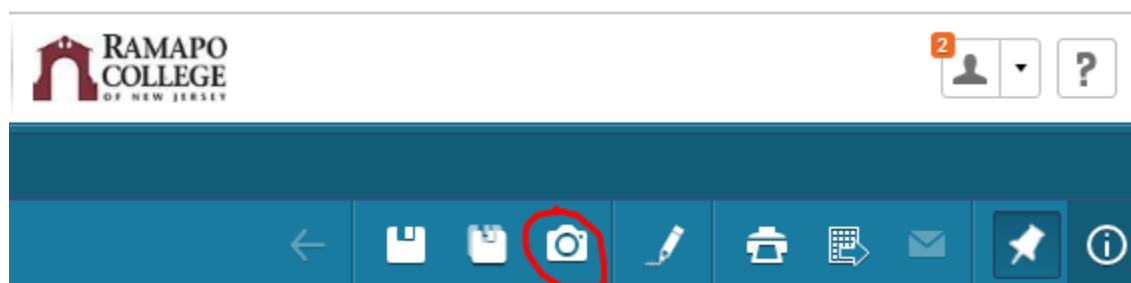 RAMAPO
COLLEGE
OF NEW JERSEY
2
?